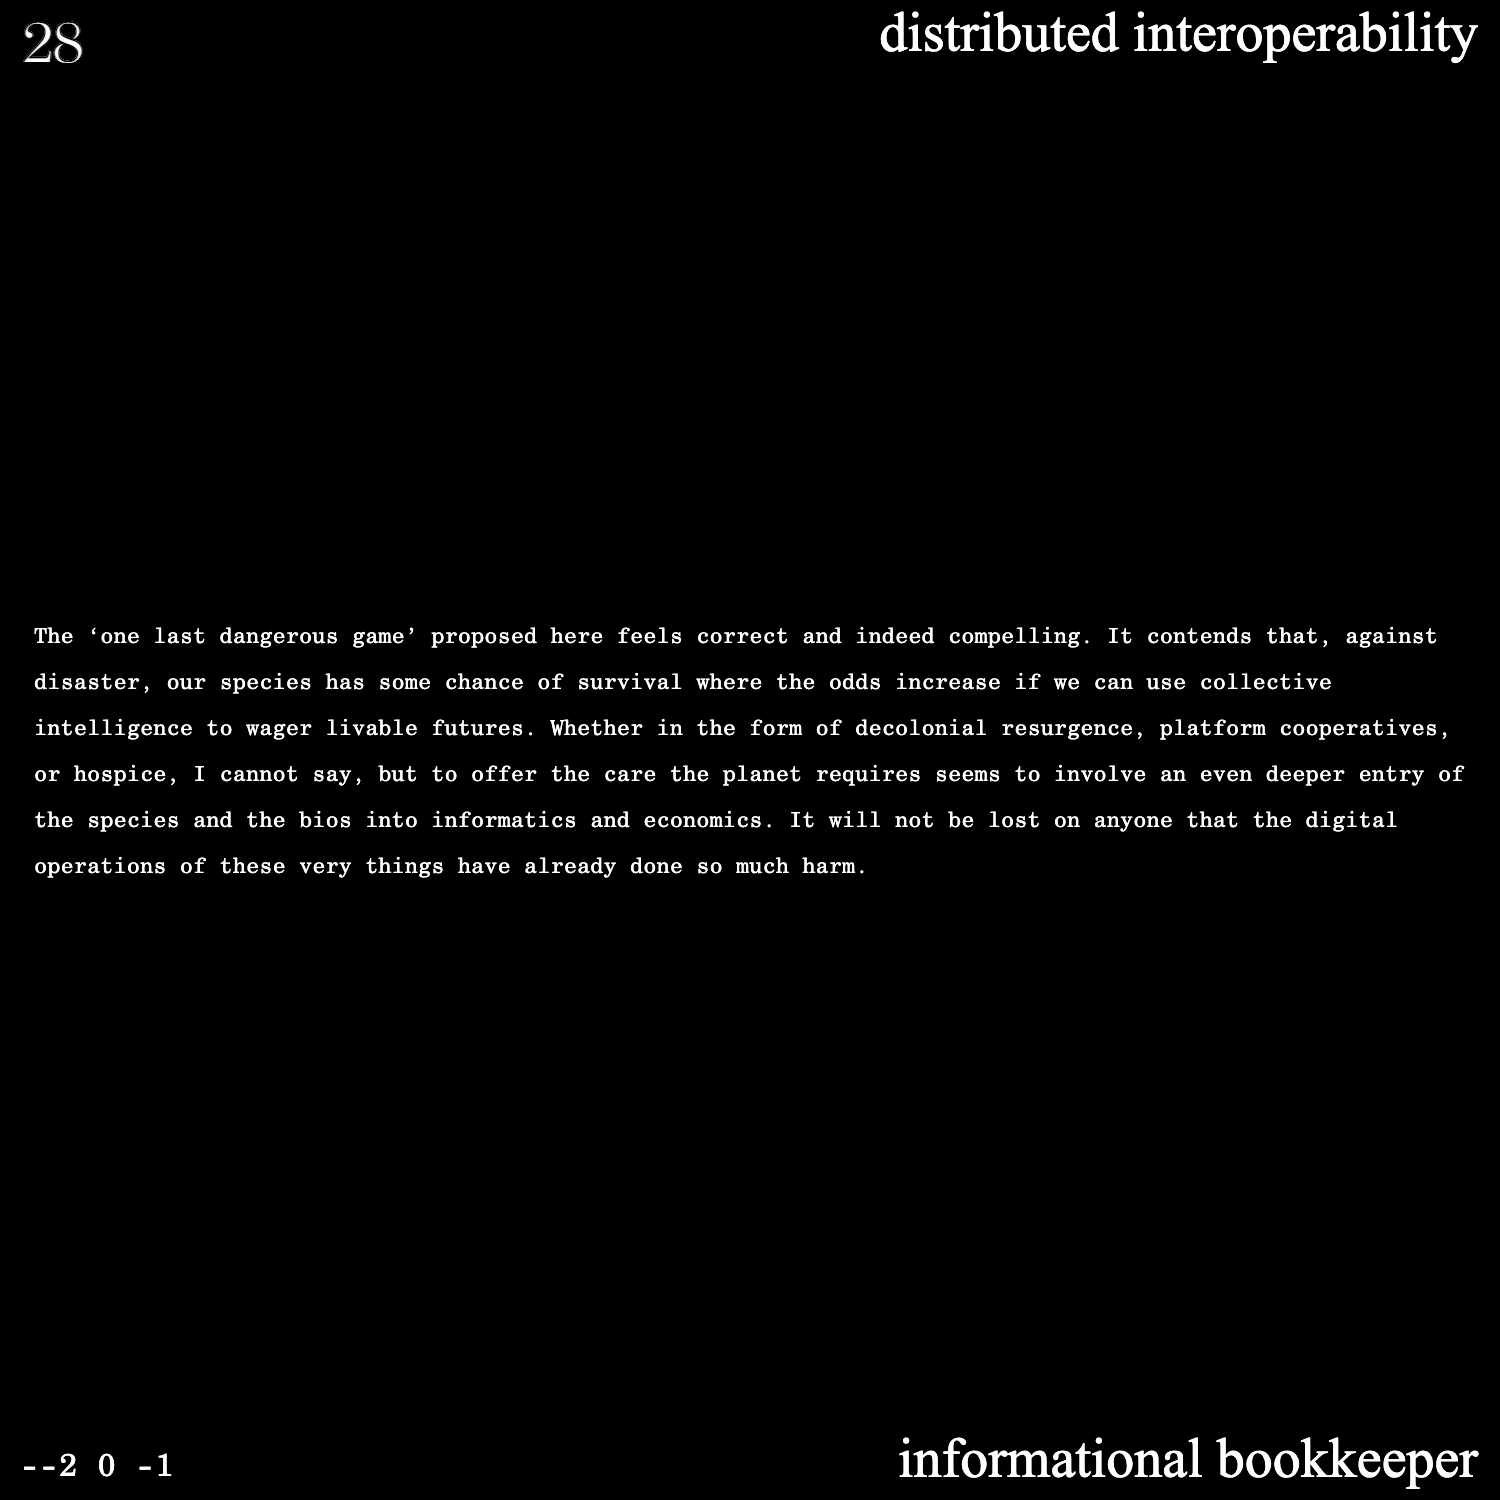 28
distributed interoperability
The ‘one last dangerous game’ proposed here feels correct and indeed compelling. It contends that, against
disaster, our species has some chance of survival where the odds increase if we can use collective
intelligence to wager livable futures. Whether in the form of decolonial resurgence, platform cooperatives,
or hospice, I cannot say, but to offer the care the planet requires seems to involve an even deeper entry of
the species and the bios into informatics and economics. It will not be lost on anyone that the digital
operations of these very things have already done so much harm.
--2 0 -1
informational bookkeeper